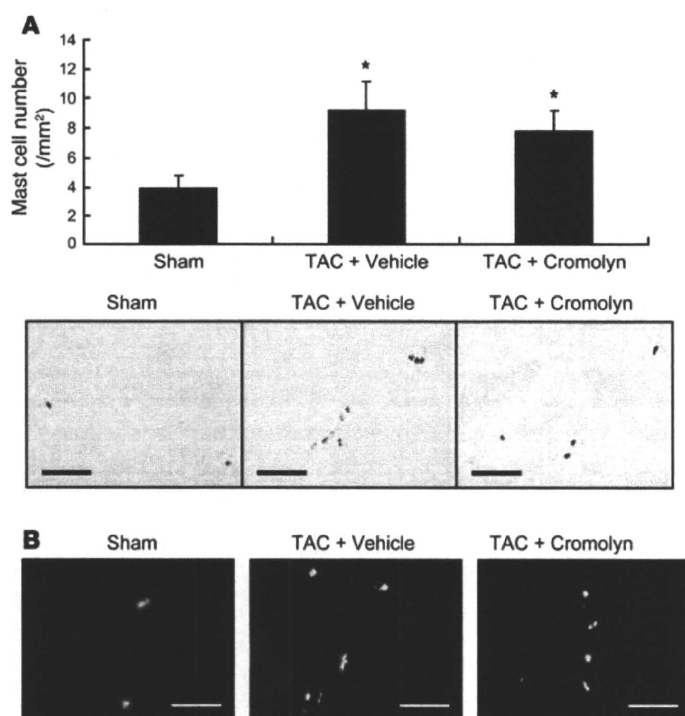 A
Mast cell number
(/mm²)
14
12
10
8
6
4
2
0
*
*
Sham
TAC + Vehicle
TAC + Cromolyn
Sham
TAC + Vehicle
TAC + Cromolyn
B
Sham
TAC + Vehicle
TAC + Cromolyn